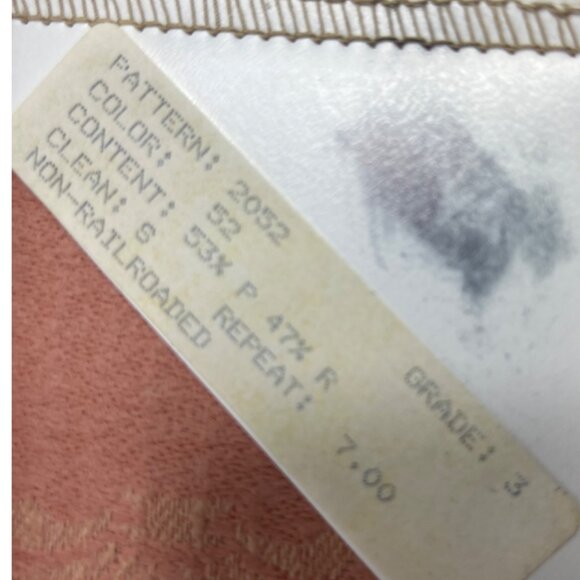 PATTERN: 2052
COLOR: 52 GRADE: 3
CONTENT: 53% P 47% R
CLEAN: S REPEAT: 7.00
NON-RAILROADED